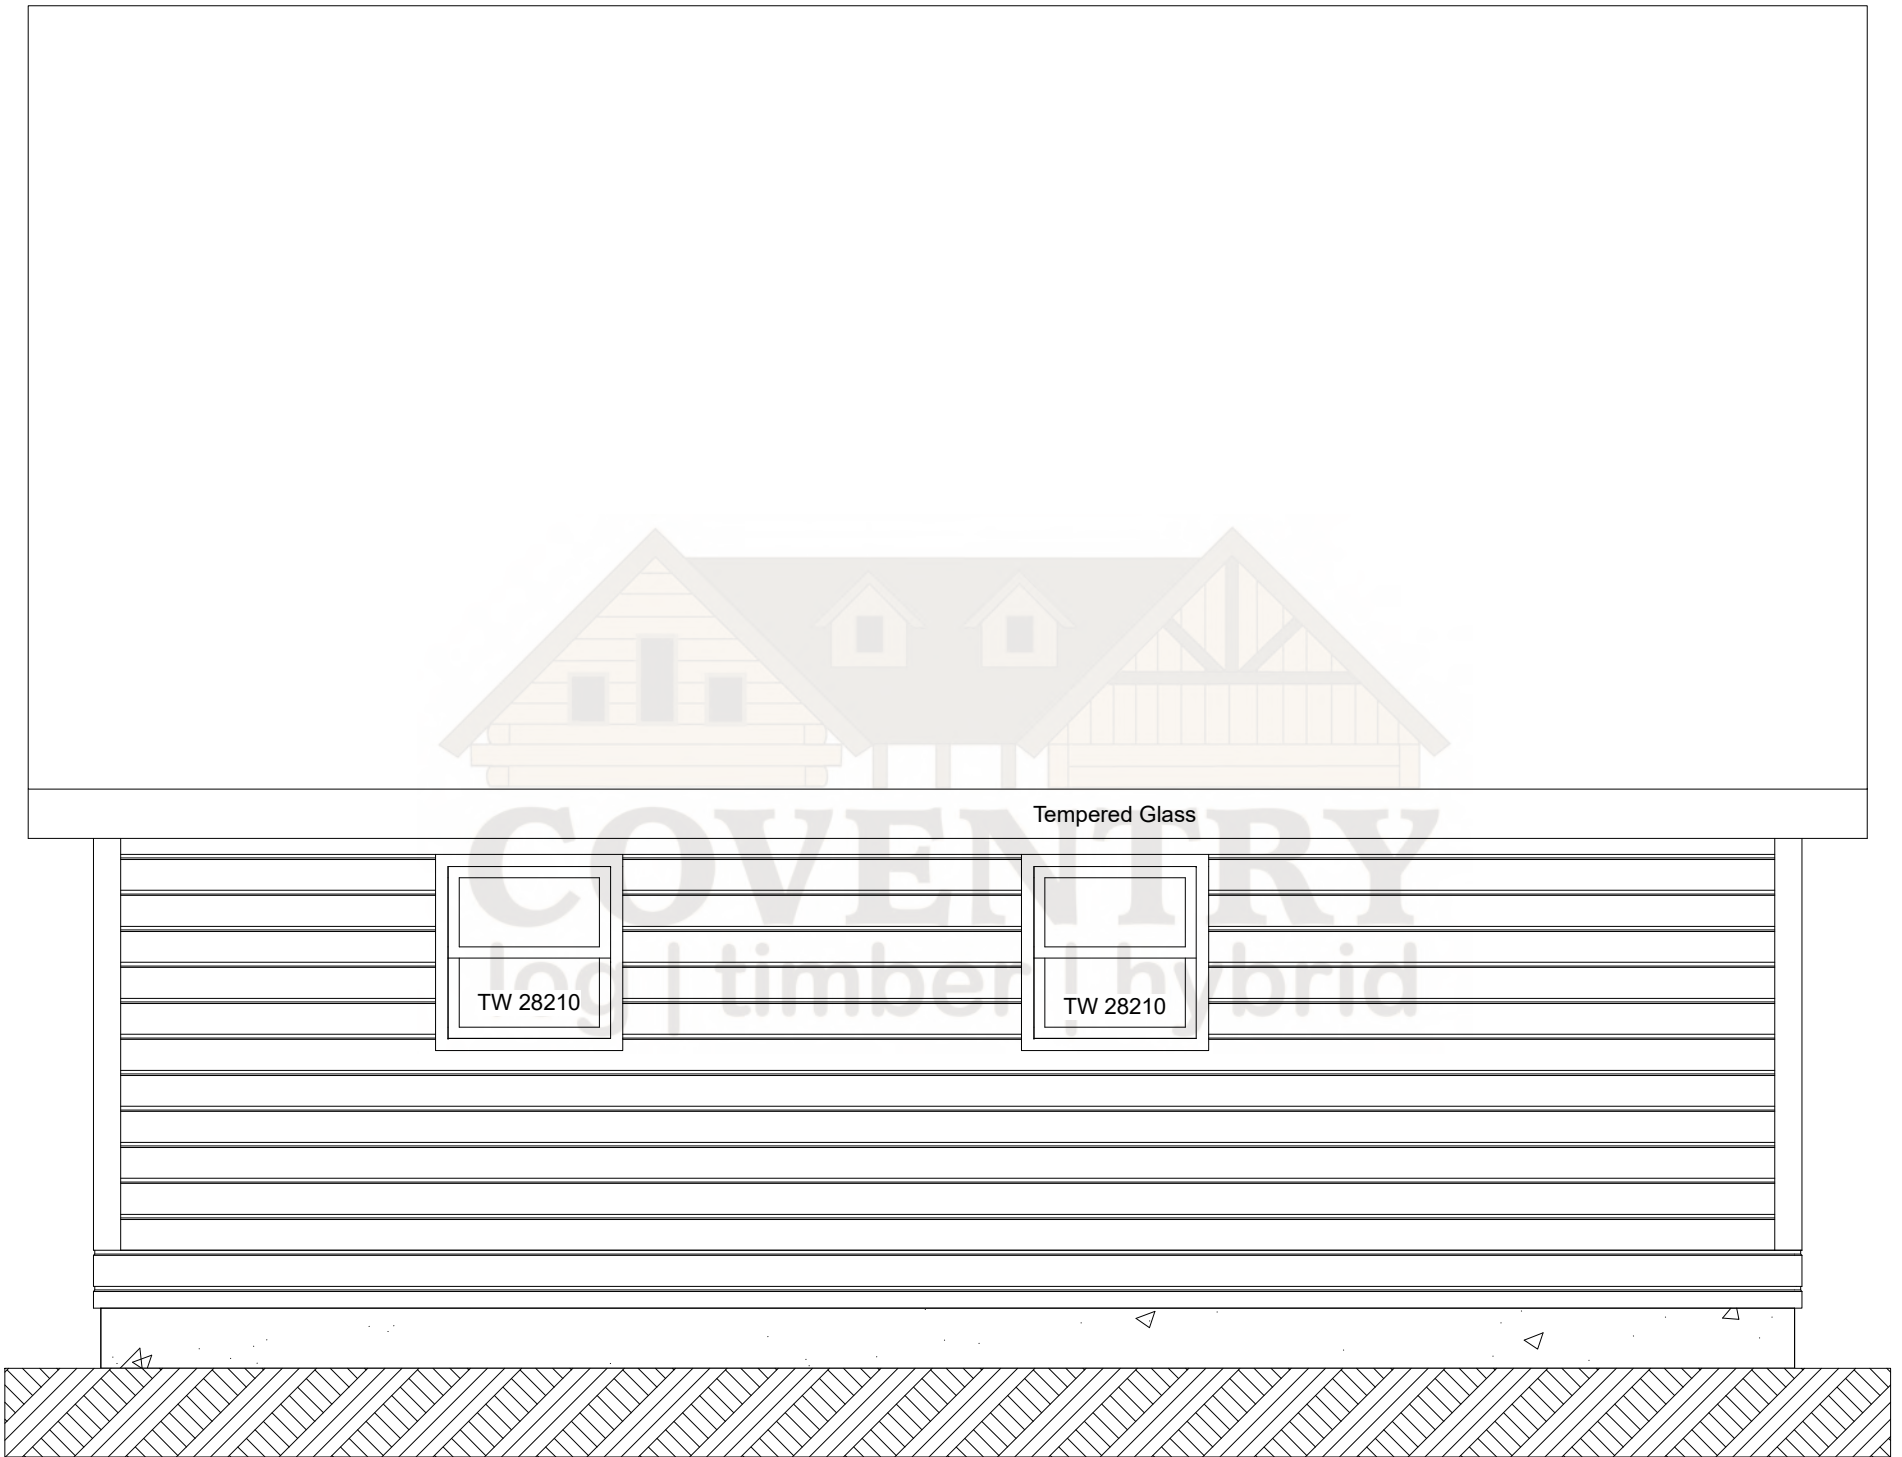 Tempered Glass
COVENTRY
log | timber | hybrid
TW 28210
TW 28210